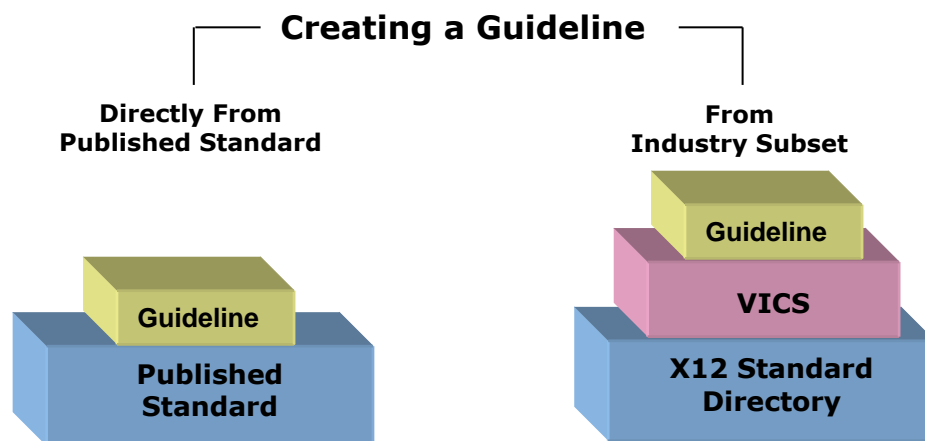 Creating a Guideline
Directly From
Published Standard
Guideline
Published
Standard
From
Industry Subset
Guideline
VICS
X12 Standard
Directory